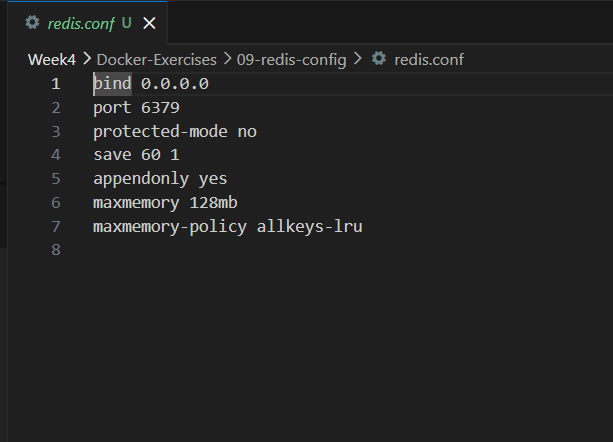 redis.conf U
Week4 > Docker-Exercises > 09-redis-config > redis.conf
1 bind 0.0.0.0
2 port 6379
3 protected-mode no
4 save 60 1
5 appendonly yes
6 maxmemory 128mb
7 maxmemory-policy allkeys-lru
8